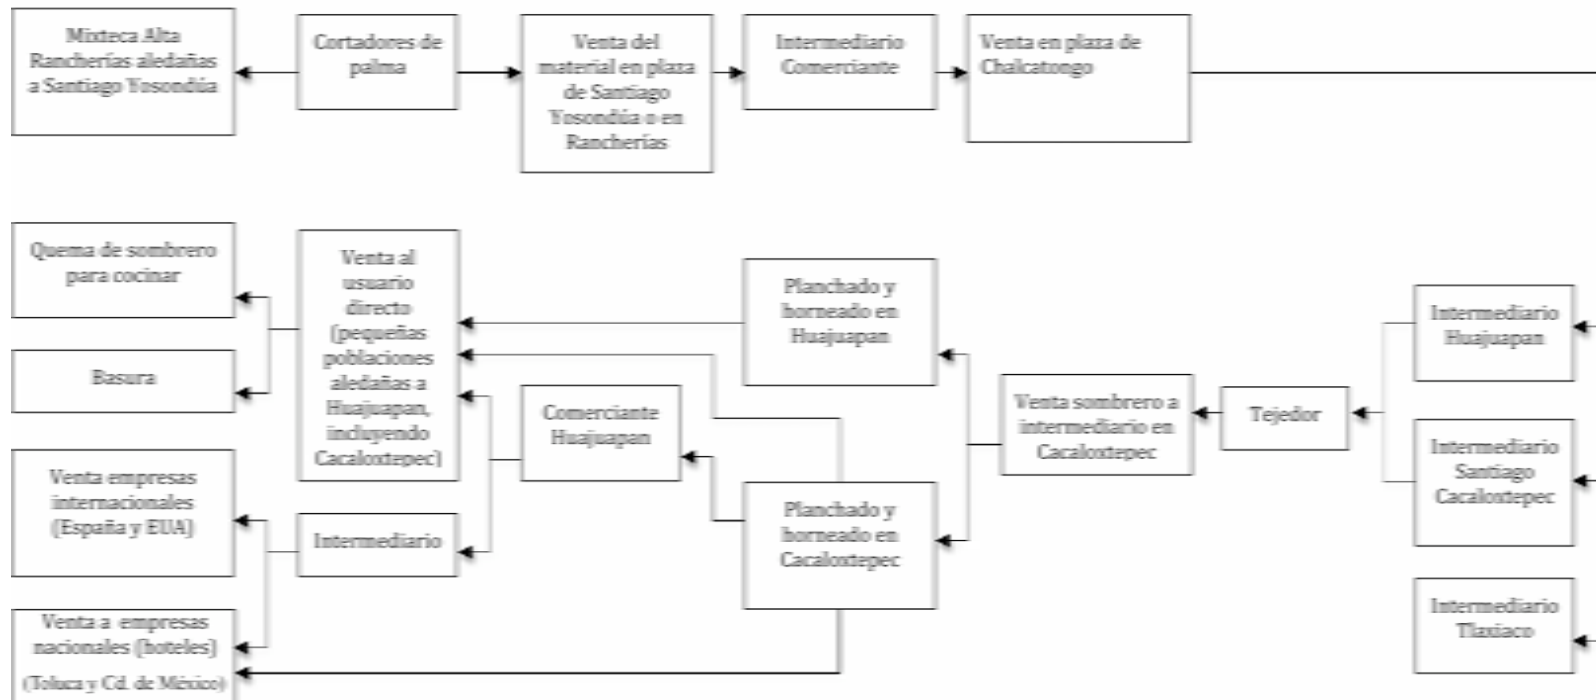 Mixteca Alta
Rancherías aledañas
a Santiago Yosondúa
Cortadores de
palma
Venta del
material en plaza
de Santiago
Yosondúa o en
Rancherías
Intermediario
Comerciante
Venta en plaza de
Chalcatongo
Quema de sombrero
para cocinar
Basura
Venta empresas
internacionales
(España y EUA)
Venta a empresas
nacionales (hoteles)
(Toluca y Cd. de México)
Venta al
usuario
directo
(pequeñas
poblaciones
aledañas a
Huajuapan,
incluyendo
Cacaloxtepec)
Intermediario
Comerciante
Huajuapan
Planchado y
horneado en
Huajuapan
Planchado y
horneado en
Cacaloxtepec
Venta sombrero a
intermediario en
Cacaloxtepec
Tejedor
Intermediario
Huajuapan
Intermediario
Santiago
Cacaloxtepec
Intermediario
Tlaxiaco